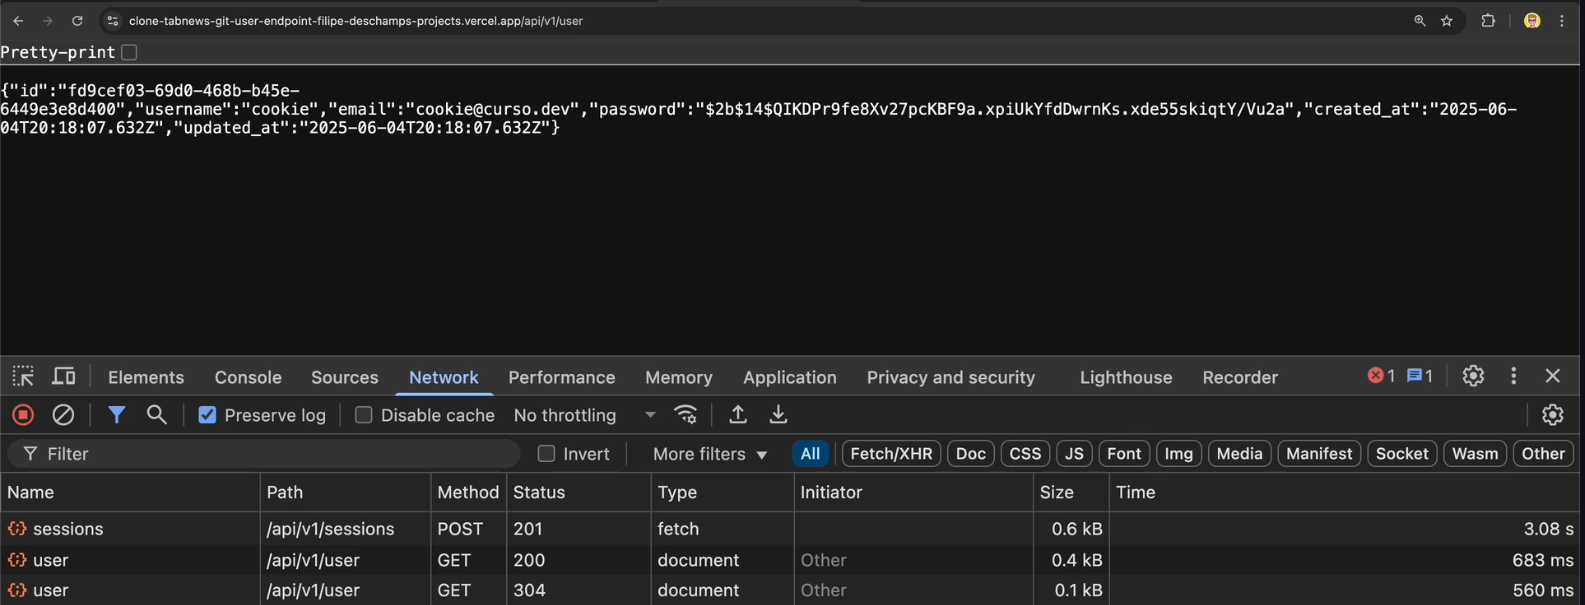 clone-tabnews-git-user-endpoint-filipe-deschamps-projects.vercel.app/api/v1/user
Pretty-print
{"id":"fd9cef03-69d0-468b-b45e-
6449e3e8d400","username":"cookie","email":"cookie@curso.dev","password":"$2b$14$QIKDPr9fe8Xv27pcKBF9a.xpiUkYfdDwrnKs.xde55skiqtY/Vu2a","created_at":"2025-06-
04T20:18:07.632Z","updated_at":"2025-06-04T20:18:07.632Z"}
Elements Console Sources Network Performance Memory Application Privacy and security Lighthouse Recorder 1 1
Preserve log Disable cache No throttling
Filter Invert More filters All Fetch/XHR Doc CSS JS Font Img Media Manifest Socket Wasm Other
Name Path Method Status Type Initiator Size Time
sessions /api/v1/sessions POST 201 fetch 0.6 kB 3.08 s
user /api/v1/user GET 200 document Other 0.4 kB 683 ms
user /api/v1/user GET 304 document Other 0.1 kB 560 ms